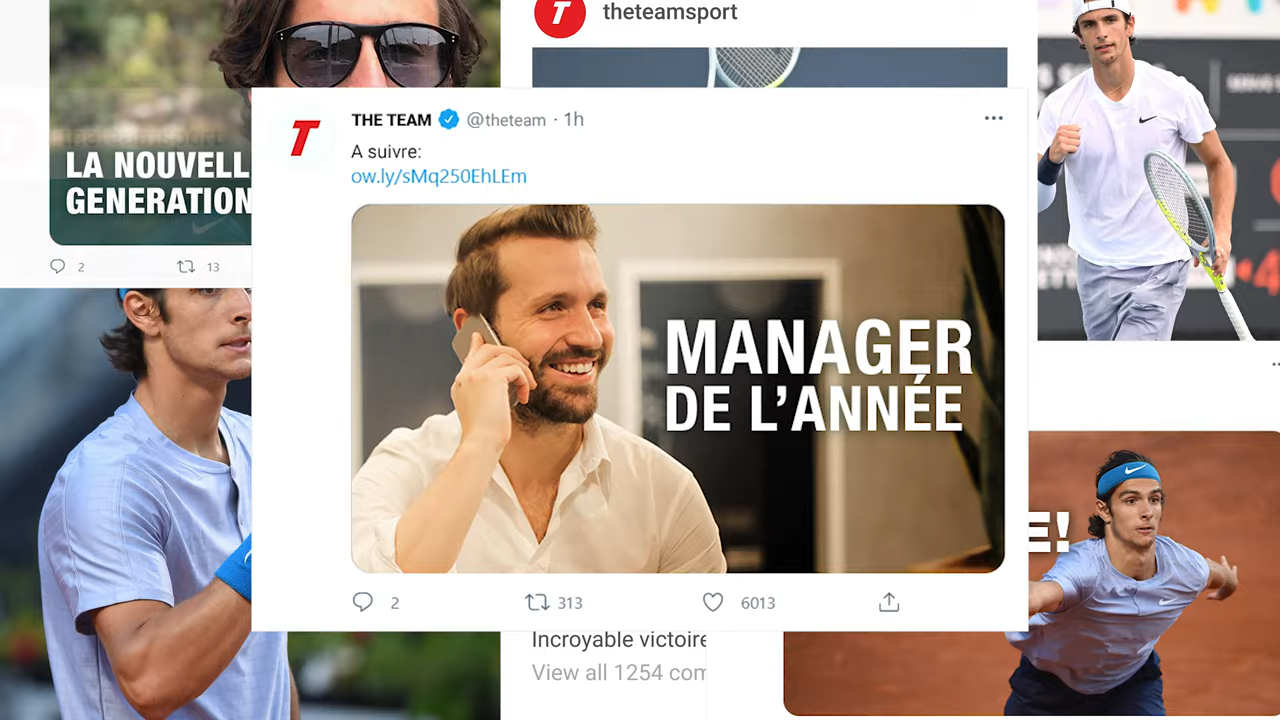 theteamsport
LA NOUVELL
GENERATION
2
13
THE TEAM @theteam · 1h
A suivre:
ow.ly/sMq250EhLEm
MANAGER
DE L'ANNÉE
2
313
6013
E!
Incroyable victoire
View all 1254 com